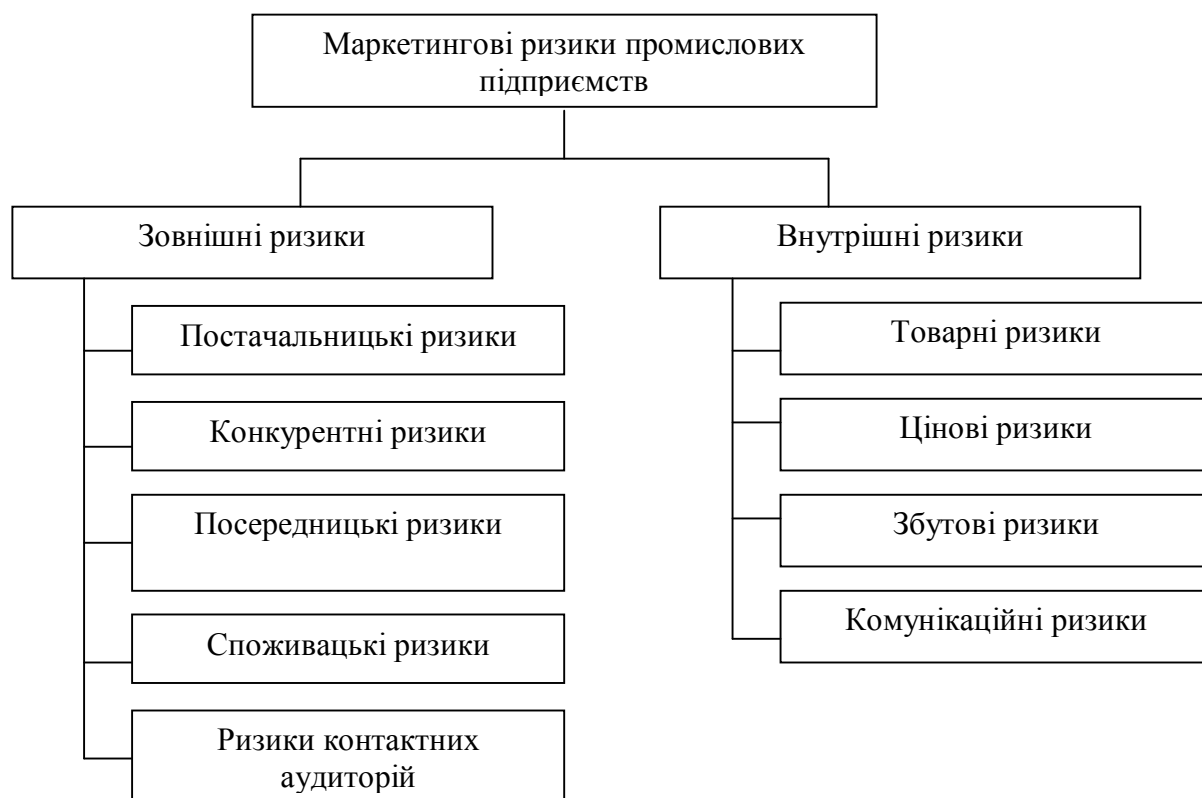 Маркетингові ризики промислових
підприємств
Зовнішні ризики
Постачальницькі ризики
Конкурентні ризики
Посередницькі ризики
Споживацькі ризики
Ризики контактних
аудиторій
Внутрішні ризики
Товарні ризики
Цінові ризики
Збутові ризики
Комунікаційні ризики